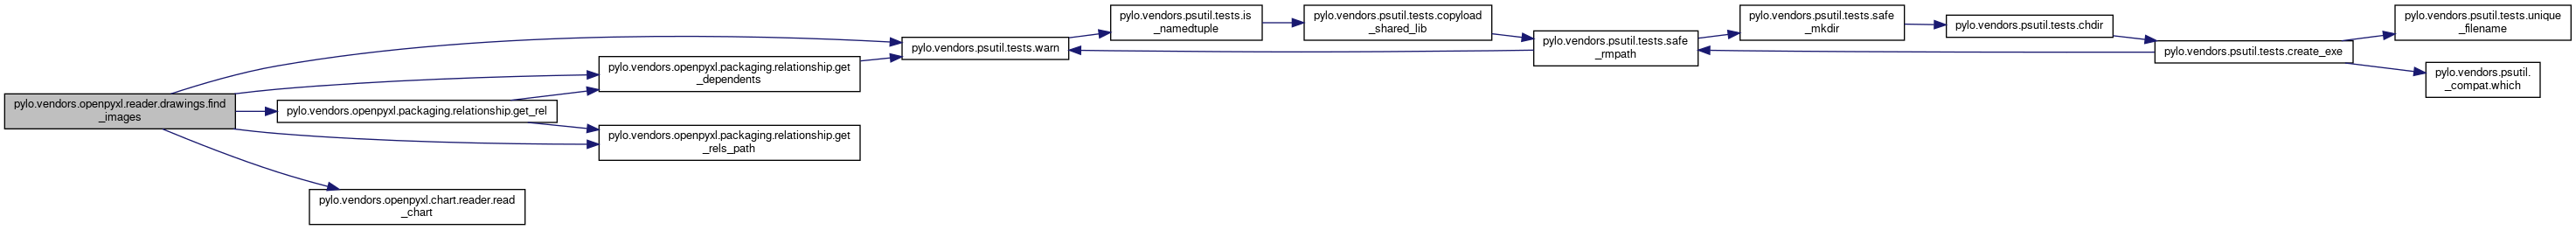 pylo.vendors.openpyxl.reader.drawings.find
_images
pylo.vendors.openpyxl.packaging.relationship.get_rel
pylo.vendors.openpyxl.chart.reader.read
_chart
pylo.vendors.openpyxl.packaging.relationship.get
_dependents
pylo.vendors.openpyxl.packaging.relationship.get
_rels_path
pylo.vendors.psutil.tests.warn
pylo.vendors.psutil.tests.is
_namedtuple
pylo.vendors.psutil.tests.copyload
_shared_lib
pylo.vendors.psutil.tests.safe
_rmpath
pylo.vendors.psutil.tests.safe
_mkdir
pylo.vendors.psutil.tests.chdir
pylo.vendors.psutil.tests.create_exe
pylo.vendors.psutil.tests.unique
_filename
pylo.vendors.psutil.
_compat.which